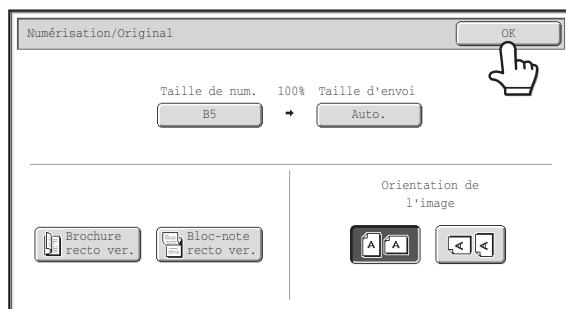 Numérisation/Original
OK
Taille de num. 100% Taille d'envoi
B5 → Auto.
Orientation de
l'image
Brochure
recto ver.
Bloc-note
recto ver.
A A A A